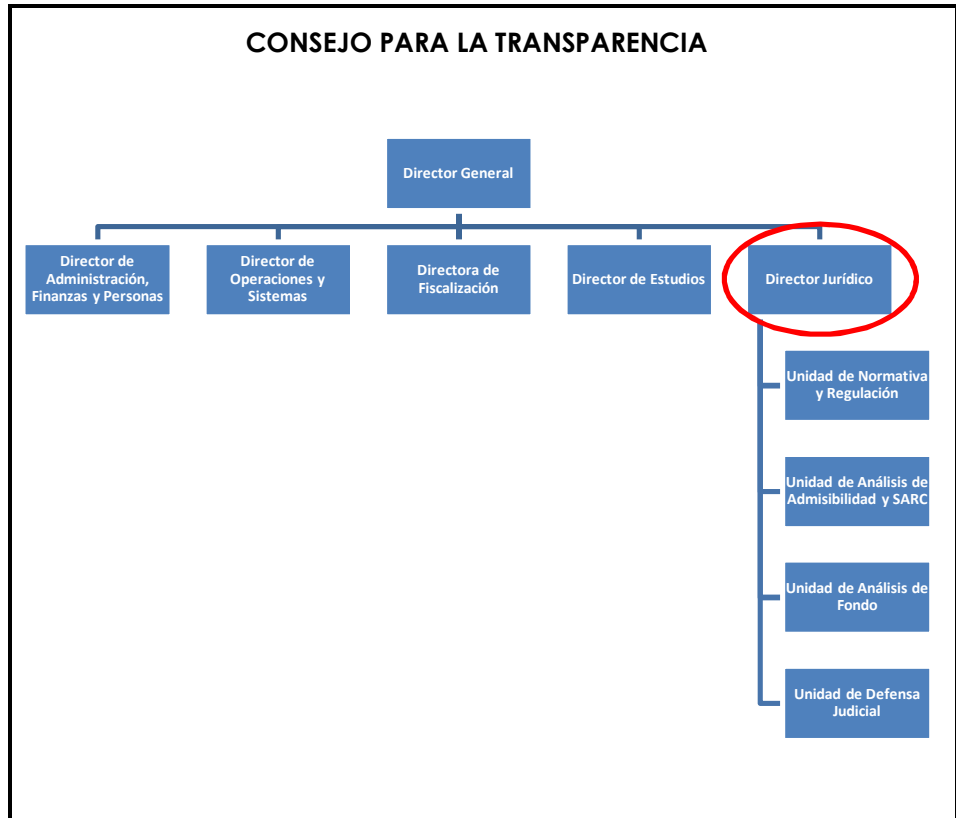 CONSEJO PARA LA TRANSPARENCIA
Director General
Director de
Administración,
Finanzas y Personas
Director de
Operaciones y
Sistemas
Directora de
Fiscalización
Director de Estudios
Director Jurídico
Unidad de Normativa
y Regulación
Unidad de Análisis de
Admisibilidad y SARC
Unidad de Análisis de
Fondo
Unidad de Defensa
Judicial